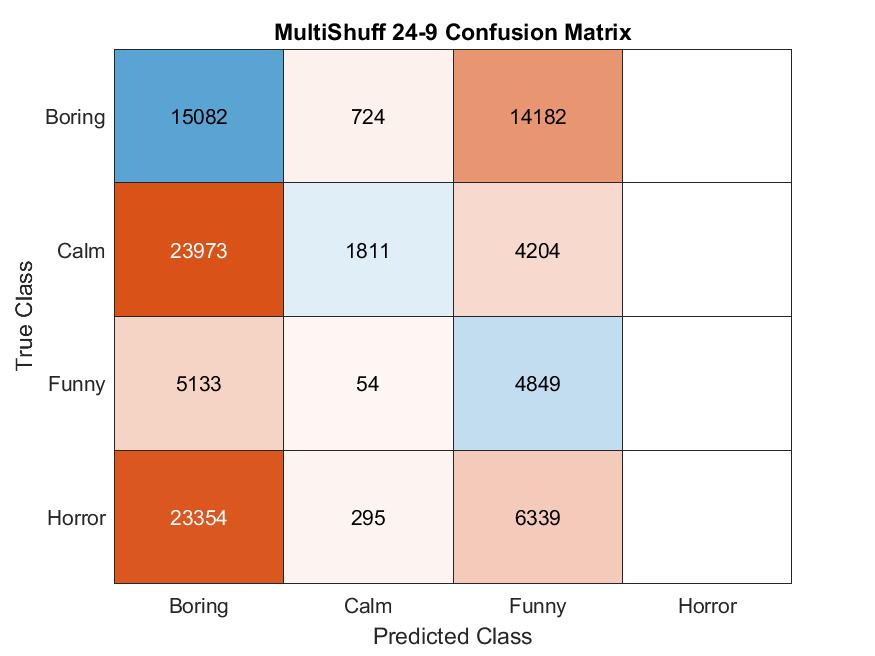 MultiShuff 24-9 Confusion Matrix
True Class
Boring 15082 724 14182
Calm 23973 1811 4204
Funny 5133 54 4849
Horror 23354 295 6339
Boring Calm Funny Horror
Predicted Class